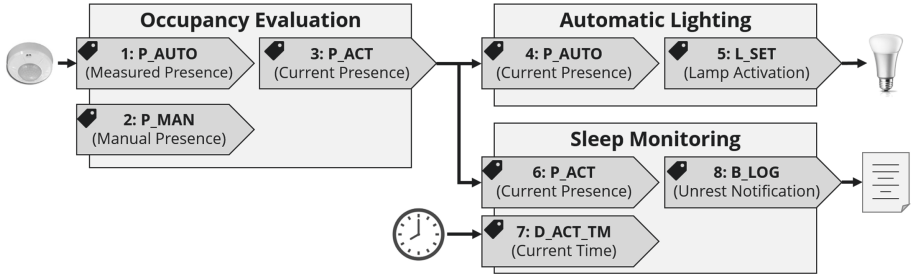 Occupancy Evaluation
1: P_AUTO
(Measured Presence)
2: P_MAN
(Manual Presence)
3: P_ACT
(Current Presence)
Automatic Lighting
4: P_AUTO
(Current Presence)
5: L_SET
(Lamp Activation)
Sleep Monitoring
6: P_ACT
(Current Presence)
7: D_ACT_TM
(Current Time)
8: B_LOG
(Unrest Notification)